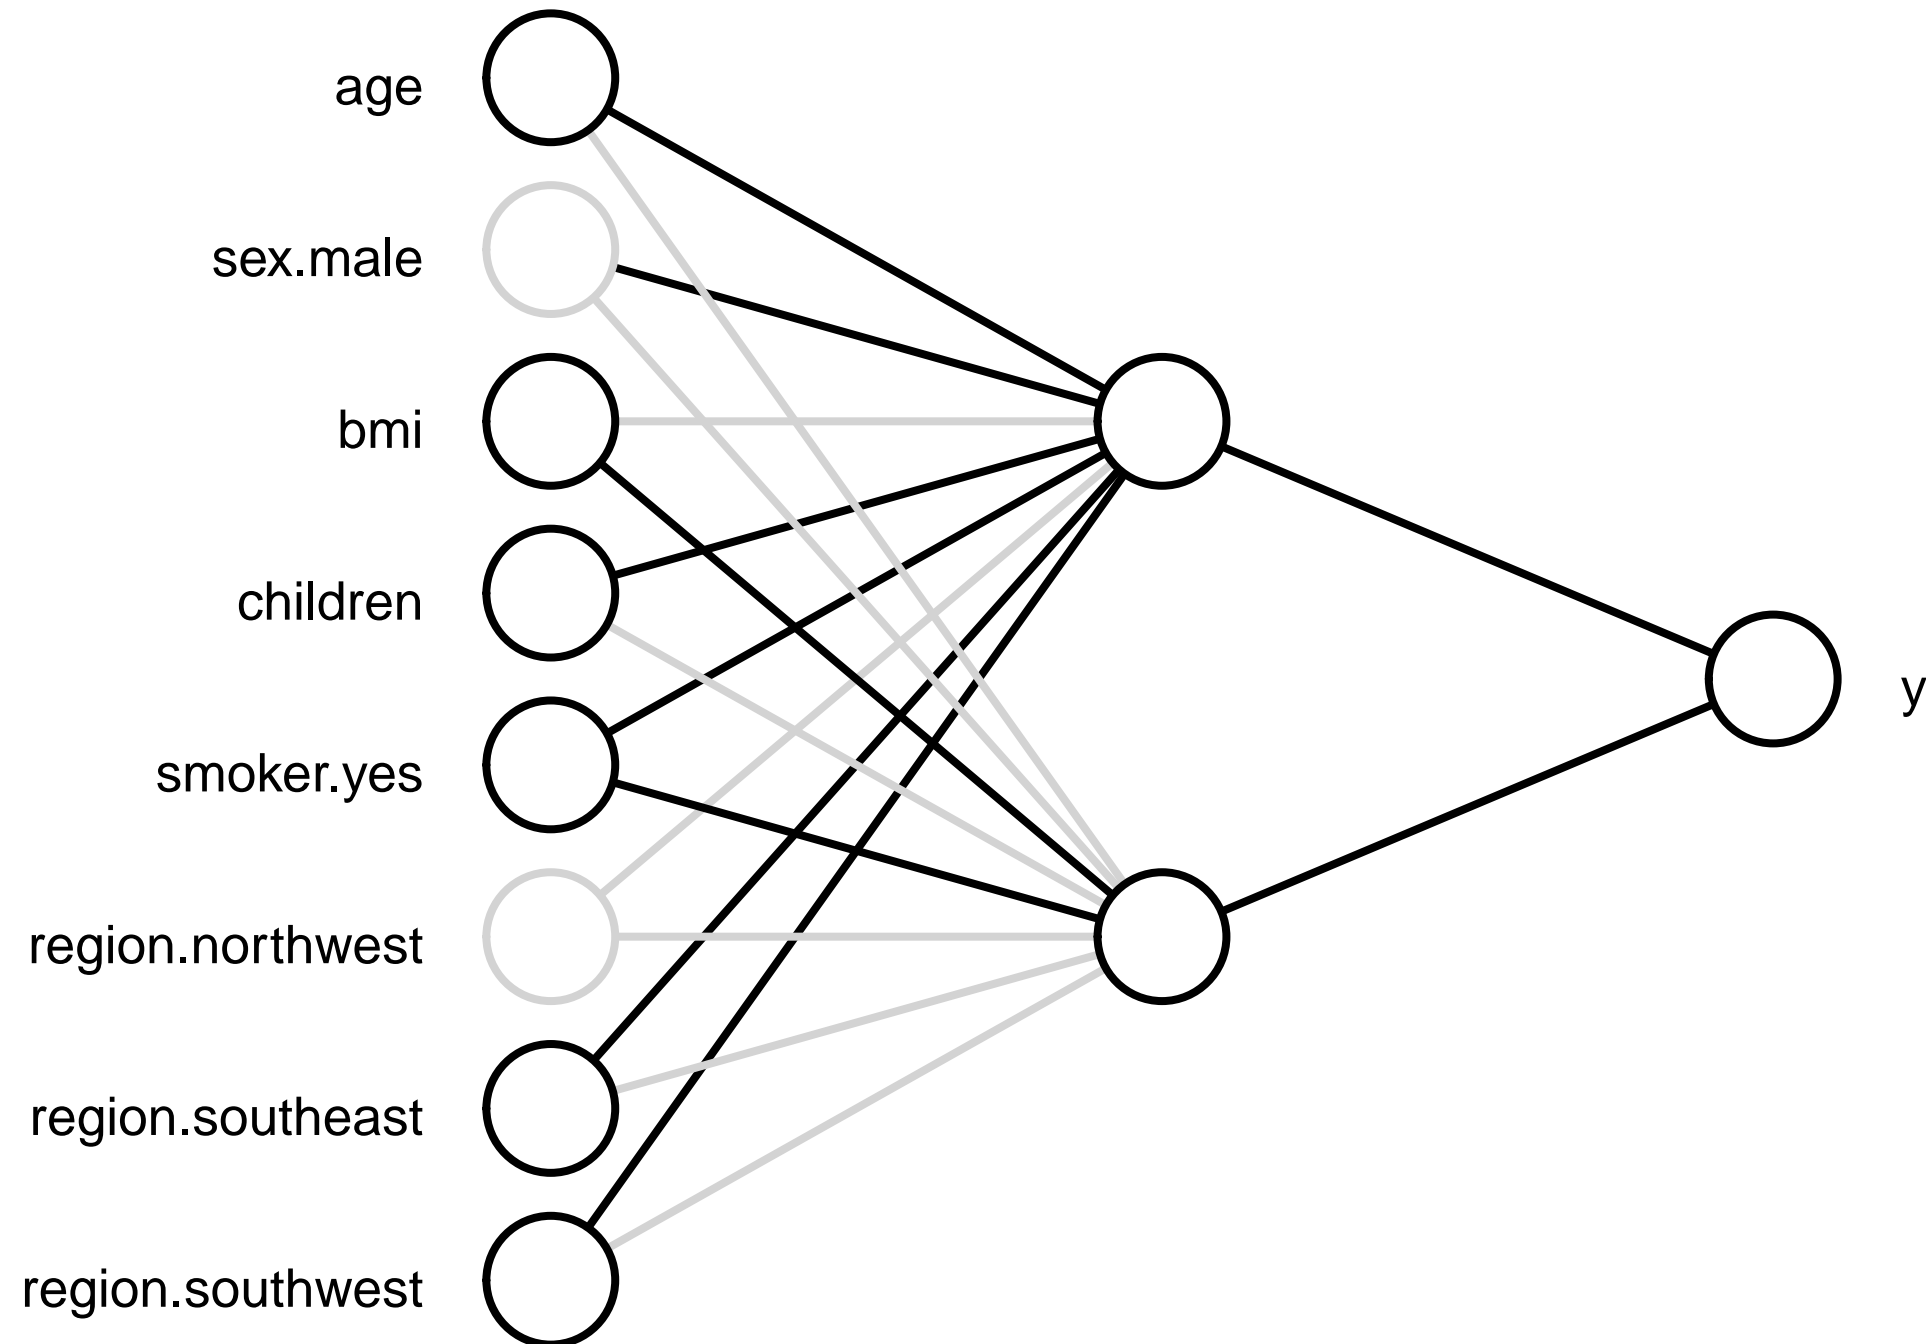 age
sex.male
bmi
children
smoker.yes
y
region.northwest
region.southeast
region.southwest